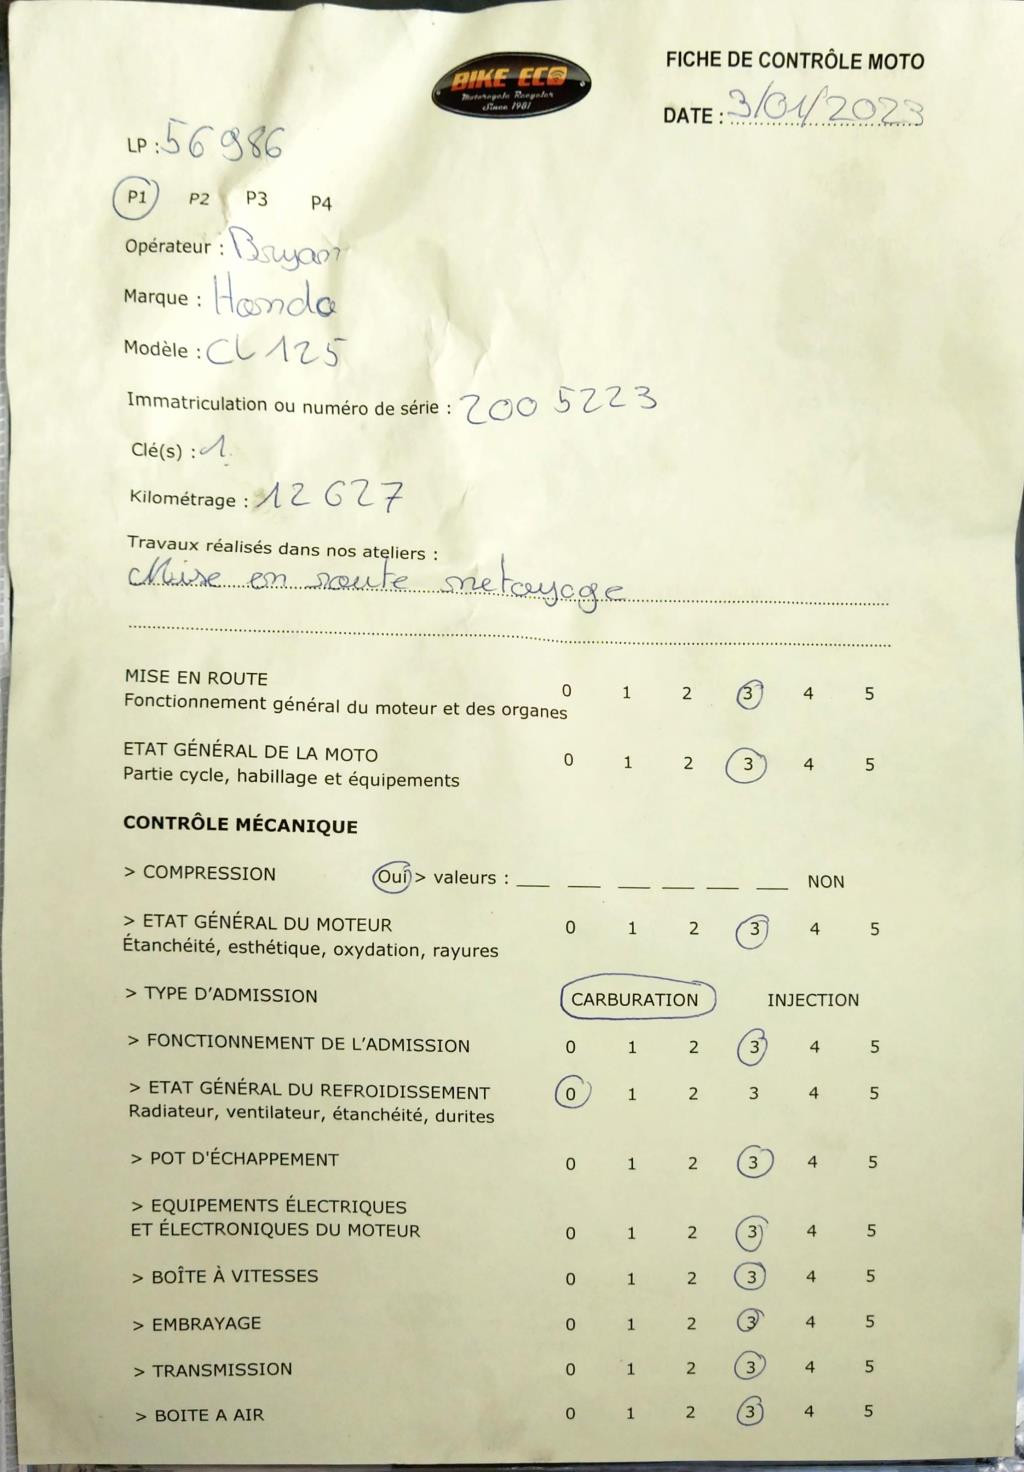 BIKE ECO
Motorcycle Recycler
Since 1981
FICHE DE CONTRÔLE MOTO
DATE : 3/01/2023
LP : 56986
P1 P2 P3 P4
Opérateur : Bryan
Marque : Honda
Modèle : CL 125
Immatriculation ou numéro de série : 2005223
Clé(s) : 1
Kilométrage : 12627
Travaux réalisés dans nos ateliers :
Mise en route netoyage
MISE EN ROUTE
Fonctionnement général du moteur et des organes 0 1 2 3 4 5
ETAT GÉNÉRAL DE LA MOTO
Partie cycle, habillage et équipements 0 1 2 3 4 5
CONTRÔLE MÉCANIQUE
> COMPRESSION Oui > valeurs : ___ ___ ___ ___ ___ ___ NON
> ETAT GÉNÉRAL DU MOTEUR 0 1 2 3 4 5
Étanchéité, esthétique, oxydation, rayures
> TYPE D'ADMISSION CARBURATION INJECTION
> FONCTIONNEMENT DE L'ADMISSION 0 1 2 3 4 5
> ETAT GÉNÉRAL DU REFROIDISSEMENT 0 1 2 3 4 5
Radiateur, ventilateur, étanchéité, durites
> POT D'ÉCHAPPEMENT 0 1 2 3 4 5
> EQUIPEMENTS ÉLECTRIQUES
ET ÉLECTRONIQUES DU MOTEUR 0 1 2 3 4 5
> BOÎTE À VITESSES 0 1 2 3 4 5
> EMBRAYAGE 0 1 2 3 4 5
> TRANSMISSION 0 1 2 3 4 5
> BOITE A AIR 0 1 2 3 4 5